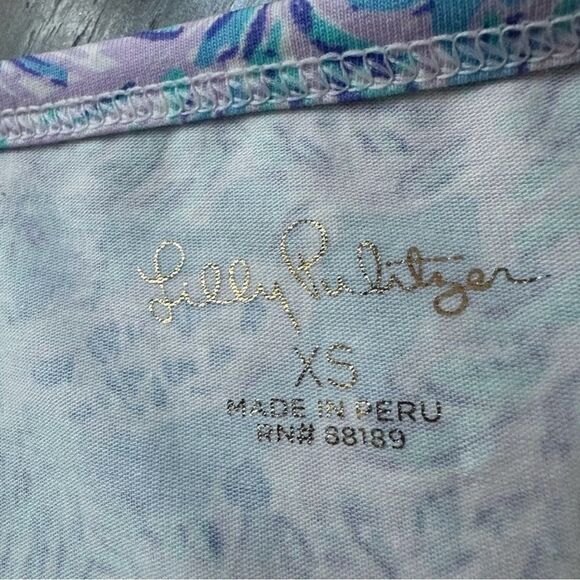 Lilly Pulitzer
XS
MADE IN PERU
RN# 88189